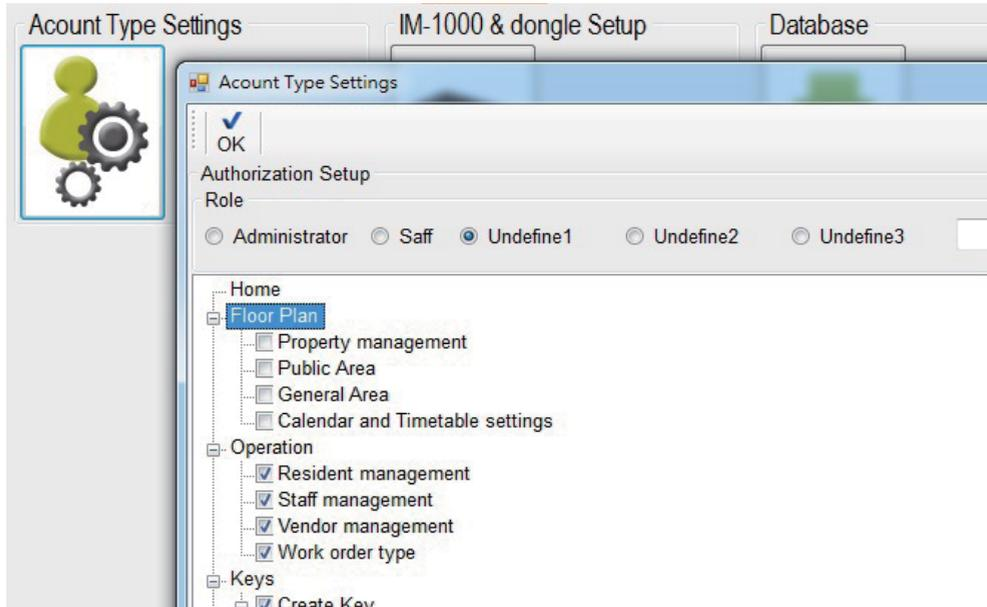 Acount Type Settings
IM-1000 & dongle Setup
Database
Acount Type Settings
OK
Authorization Setup
Role
Administrator
Saff
Undefine1
Undefine2
Undefine3
Home
Floor Plan
Property management
Public Area
General Area
Calendar and Timetable settings
Operation
Resident management
Staff management
Vendor management
Work order type
Keys
Create Key